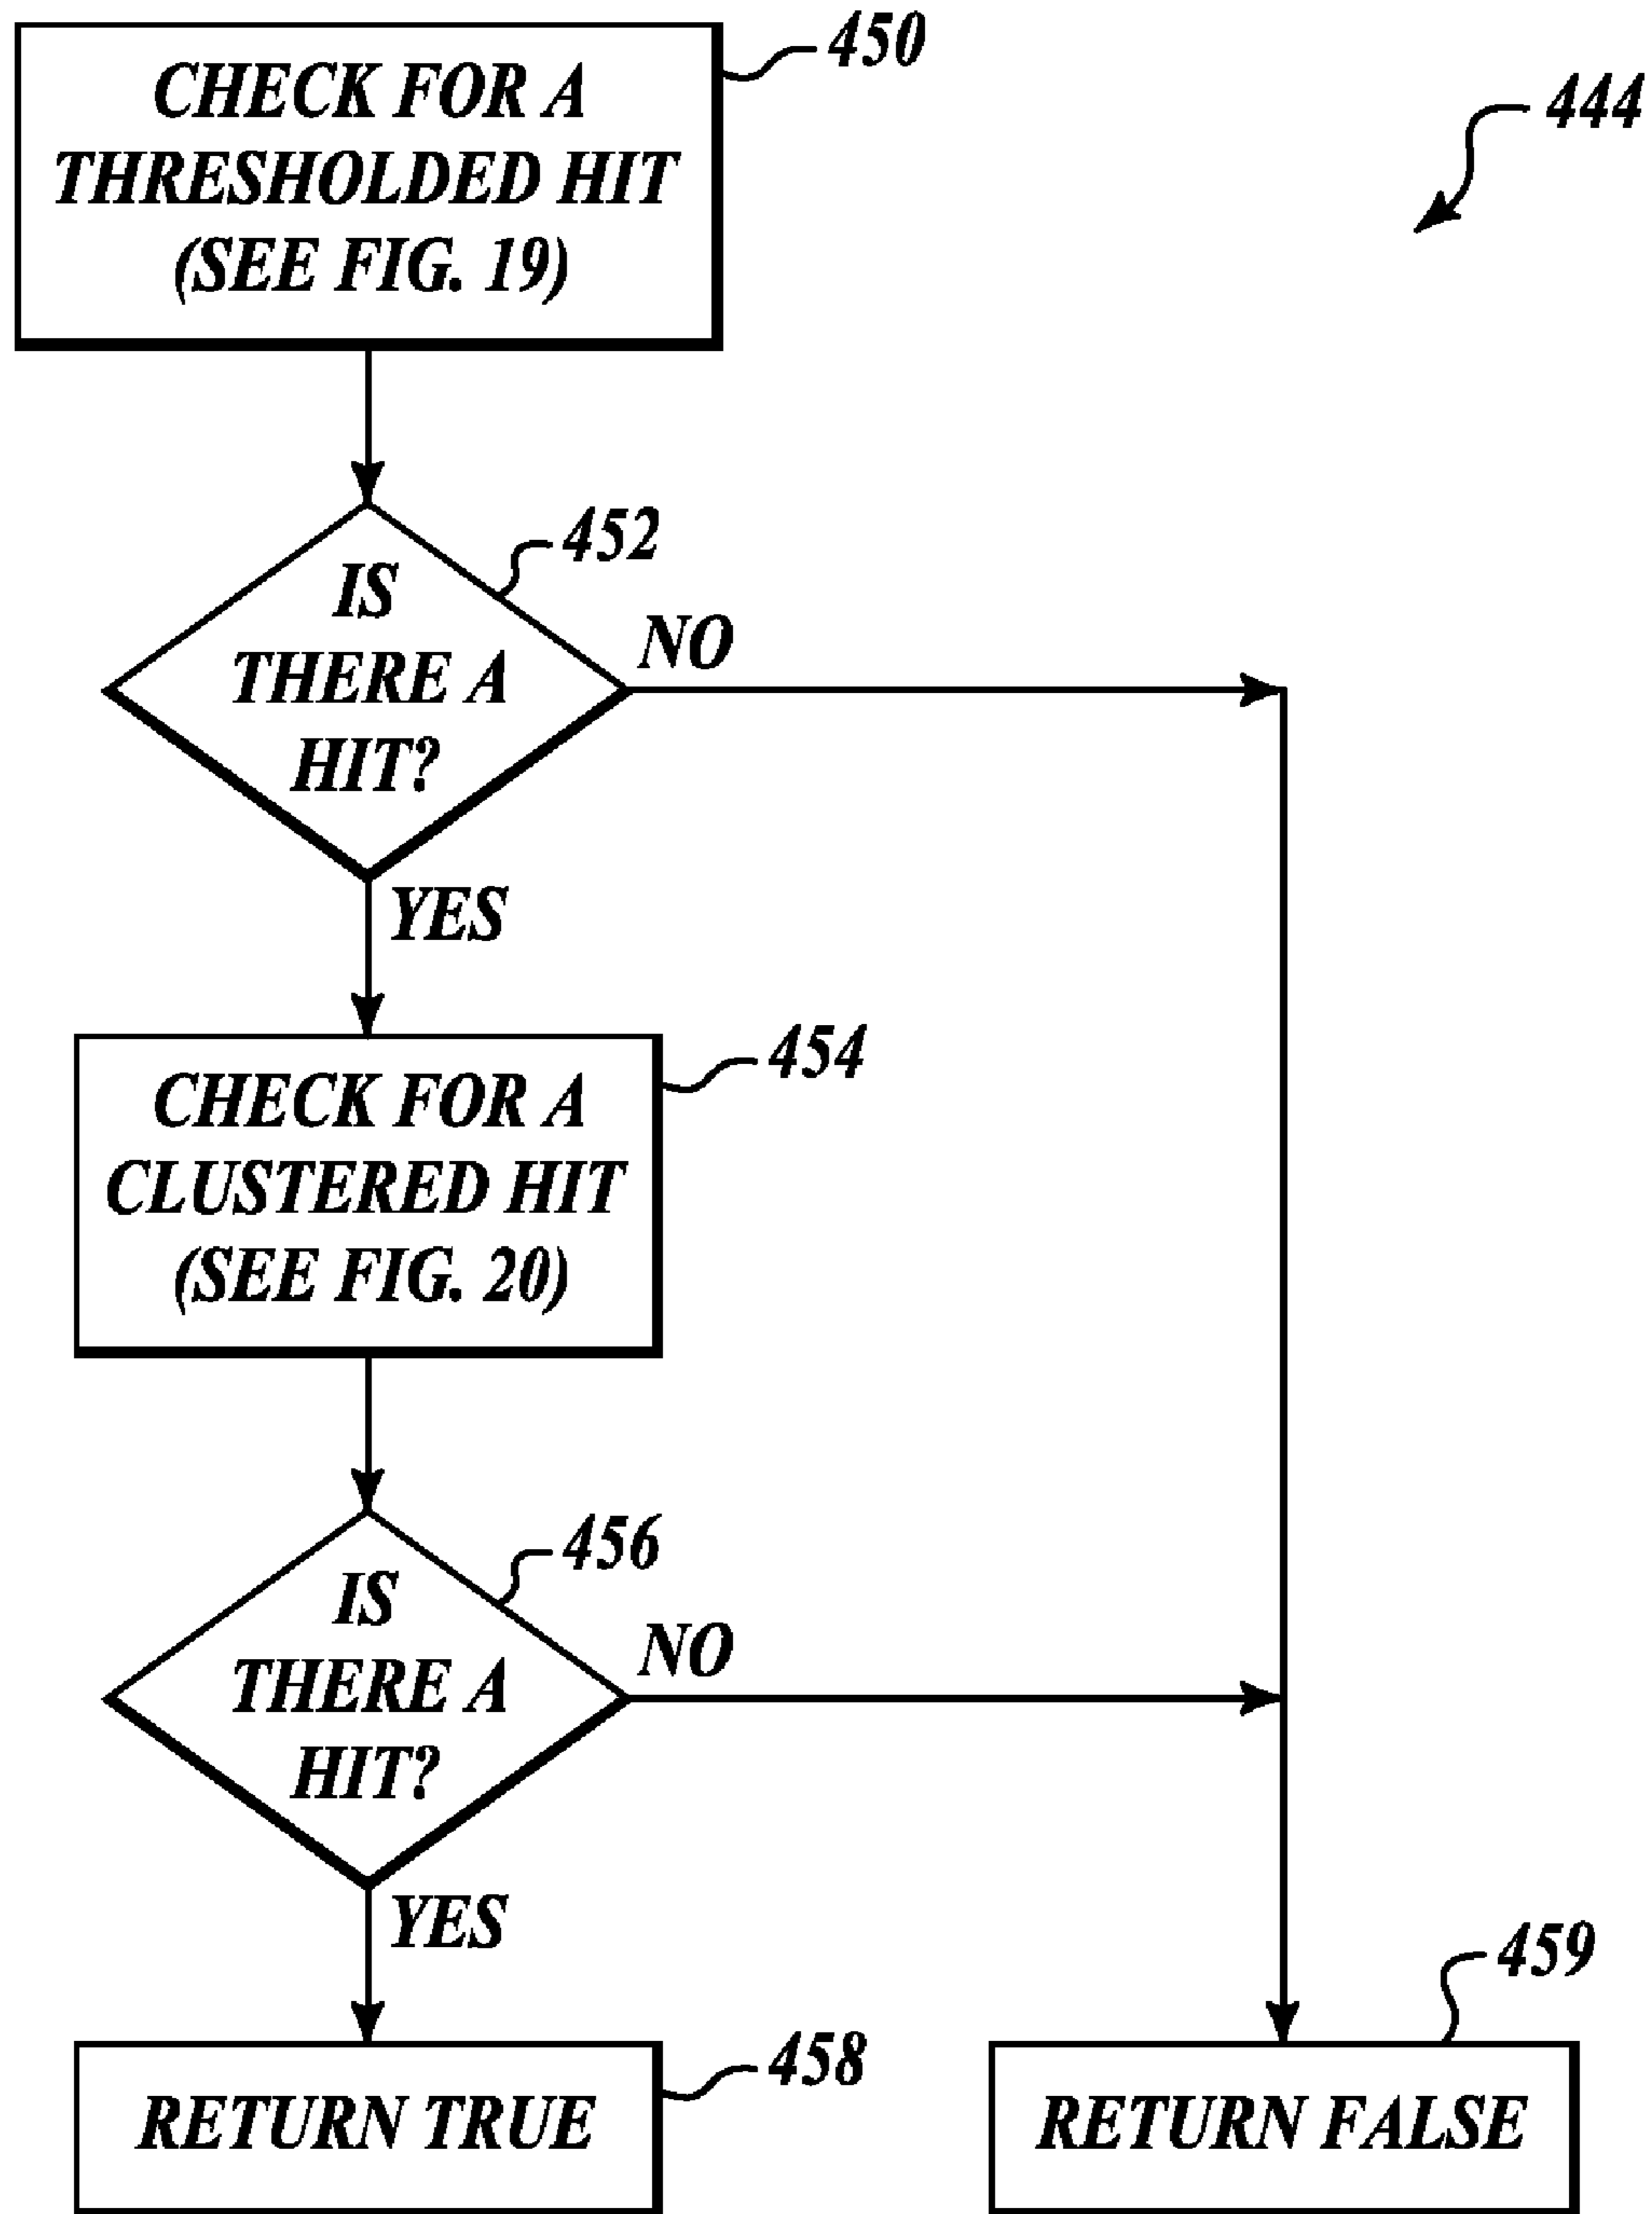 450
CHECK FOR A
THRESHOLDED HIT
(SEE FIG. 19)
444
452
IS
THERE A
HIT?
NO
YES
454
CHECK FOR A
CLUSTERED HIT
(SEE FIG. 20)
456
IS
THERE A
HIT?
NO
YES
458
RETURN TRUE
459
RETURN FALSE